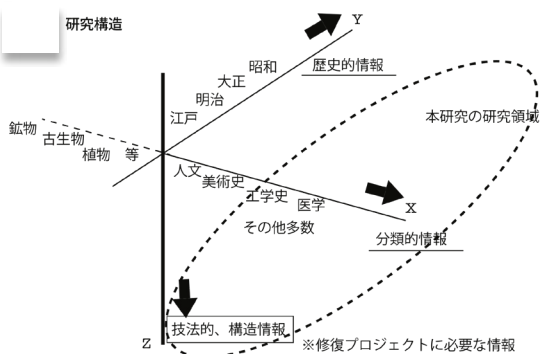 研究構造
Y
昭和
大正
明治
江戸
歴史的情報
本研究の研究領域
鉱物
古生物
植物 等
人文
美術史
工学史
医学
その他多数
X
分類的情報
技法的、構造情報
Z
※修復プロジェクトに必要な情報